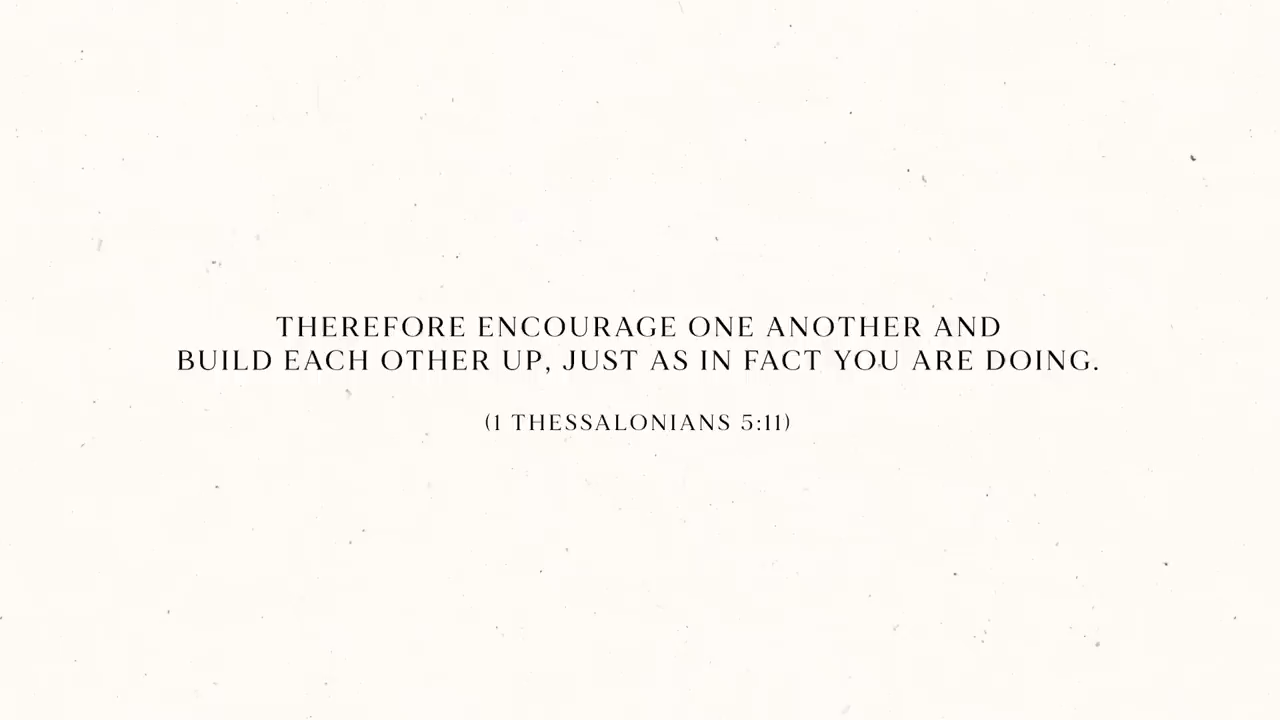 THEREFORE ENCOURAGE ONE ANOTHER AND
BUILD EACH OTHER UP, JUST AS IN FACT YOU ARE DOING.
(1 THESSALONIANS 5:11)